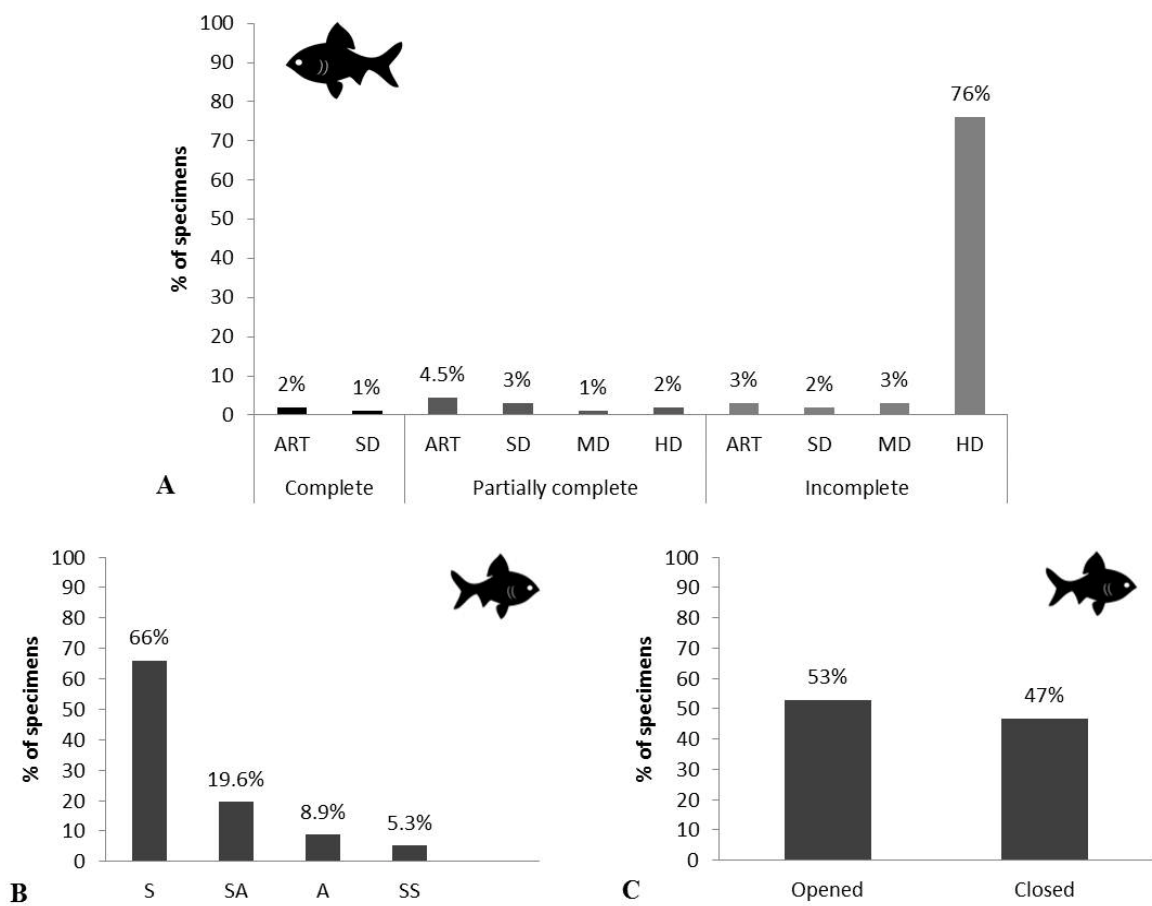 100
90
80
70
60
50
40
30
20
10
0
% of specimens
2% 1% 4.5% 3% 1% 2% 3% 2% 3% 76%
ART SD ART SD MD HD ART SD MD HD
Complete Partially complete Incomplete
A
100
90
80
70
60
50
40
30
20
10
0
% of specimens
66% 19.6% 8.9% 5.3%
S SA A SS
B
100
90
80
70
60
50
40
30
20
10
0
% of specimens
53% 47%
Opened Closed
C